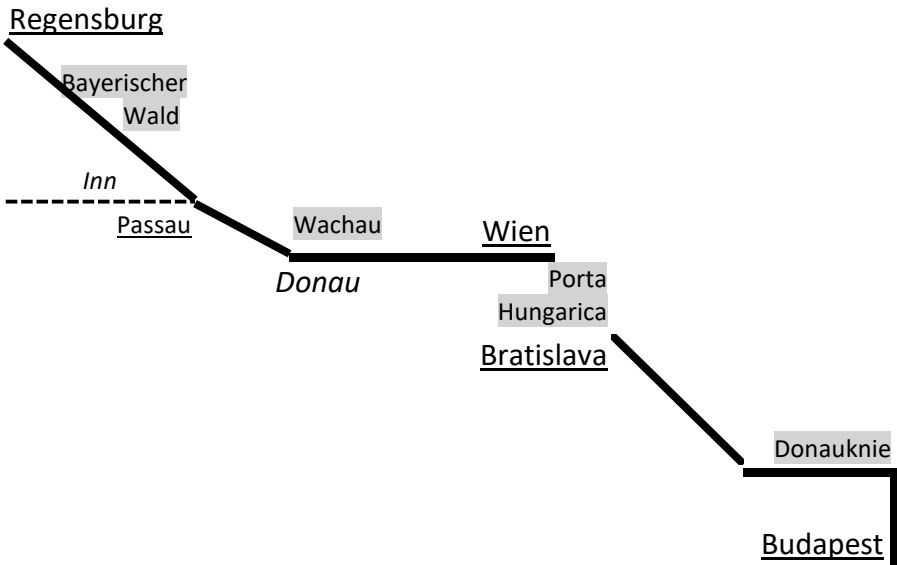 Regensburg
Bayerischer
Wald
Inn
Passau
Wachau
Wien
Donau
Porta
Hungarica
Bratislava
Donauknie
Budapest